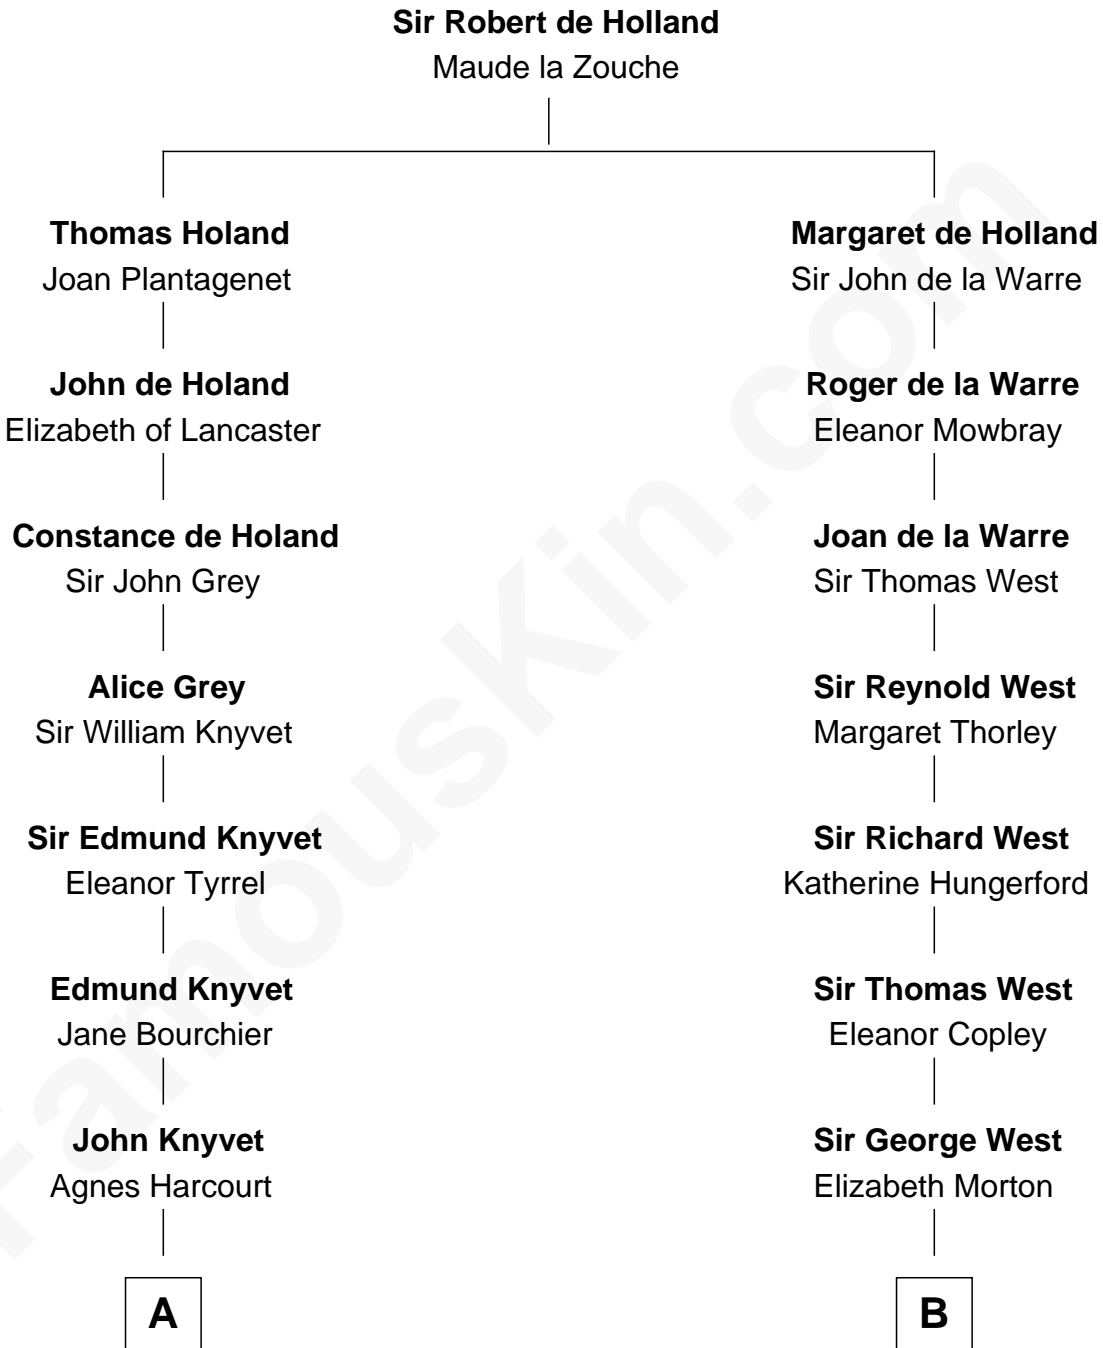 Sir Robert de Holland
Maude la Zouche
Thomas Holand
Joan Plantagenet
John de Holand
Elizabeth of Lancaster
Constance de Holand
Sir John Grey
Alice Grey
Sir William Knyvet
Sir Edmund Knyvet
Eleanor Tyrrel
Edmund Knyvet
Jane Bourchier
John Knyvet
Agnes Harcourt
A
Margaret de Holland
Sir John de la Warre
Roger de la Warre
Eleanor Mowbray
Joan de la Warre
Sir Thomas West
Sir Reynold West
Margaret Thorley
Sir Richard West
Katherine Hungerford
Sir Thomas West
Eleanor Copley
Sir George West
Elizabeth Morton
B
FamousKin.com